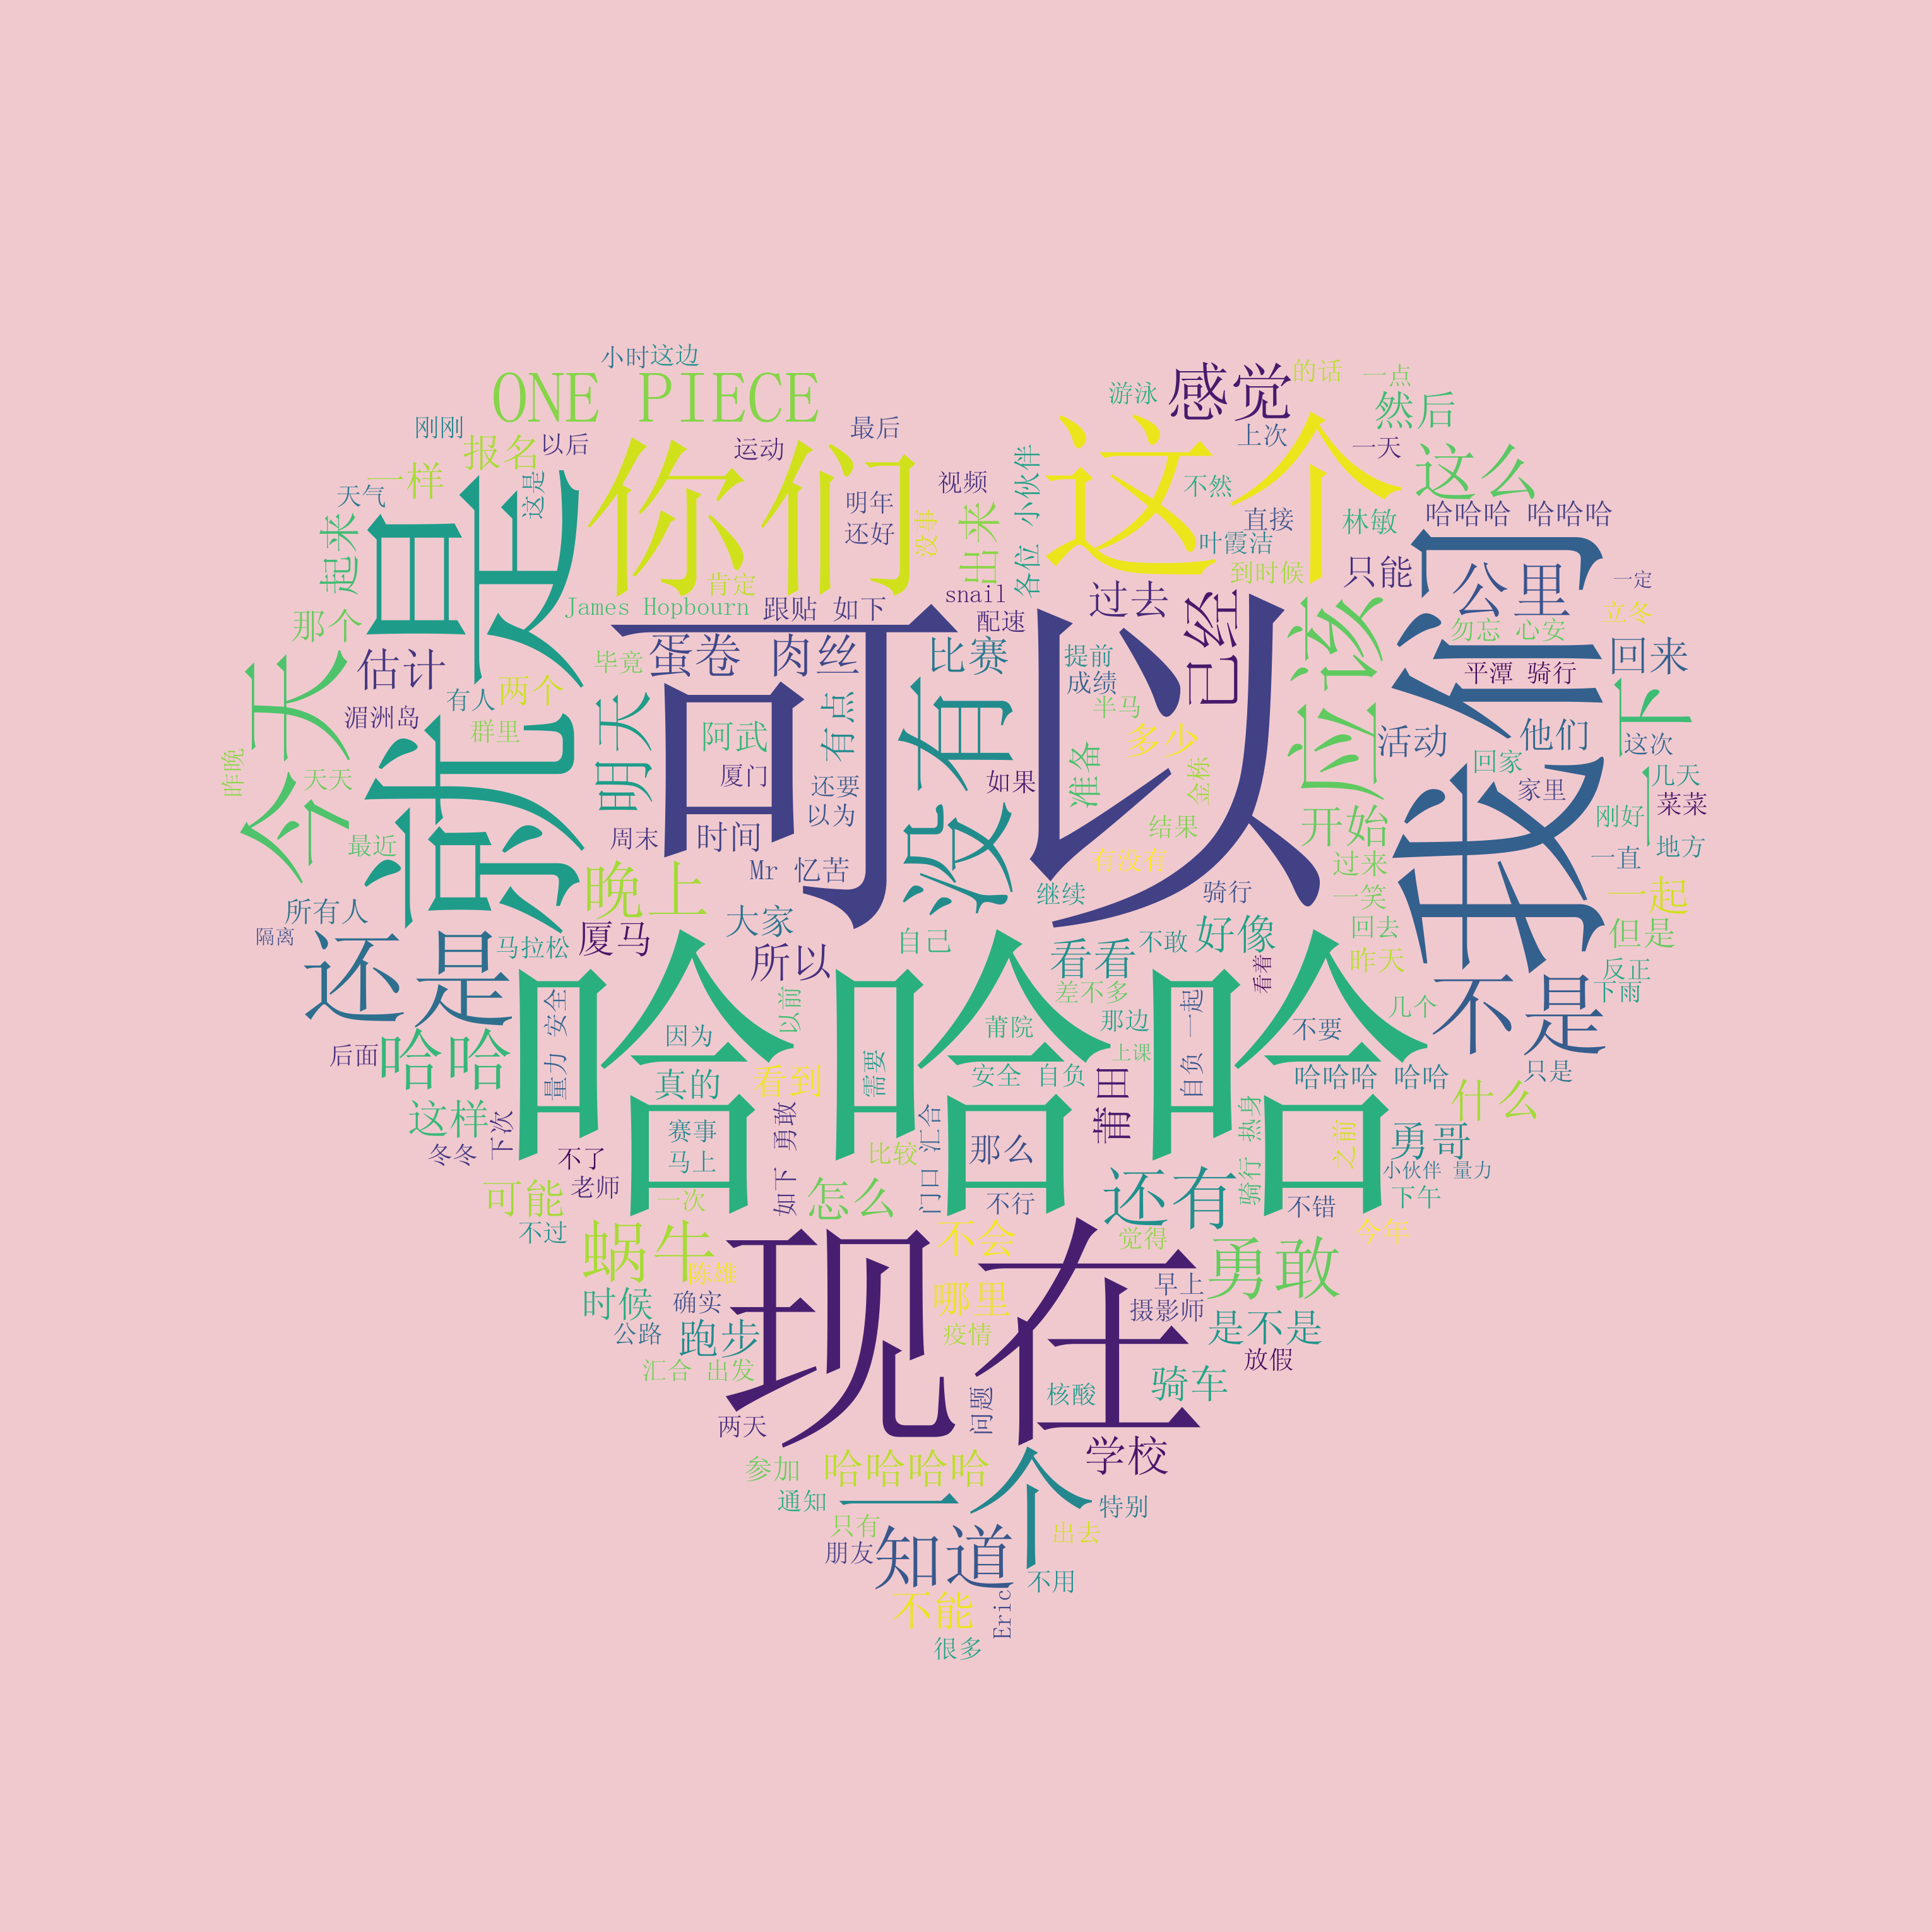 小时 这边
ONE PIECE
感觉
的话
一点
游泳
然后
刚刚
报名
以后
运动
最后
上次
一天
你们
这个
这么
一样
这是
视频
小伙伴
各位
不然
天气
明年
还好
没事
出来
直接
林敏
哈哈哈 哈哈哈
起来
就是
叶霞洁
到时候
只能
公里
一定
肯定
snail
过去
已经
应该
我们
立冬
那个
James Hopbourn
跟贴 如下
配速
勿忘 心安
可以
估计
毕竟
蛋卷 肉丝
比赛
提前
成绩
回来
平潭 骑行
今天
有人
两个
湄洲岛
群里
明天
阿武
有点
没有
半马
多少
活动
他们
一下
这次
昨晚
天天
厦门
还要
如果
准备
金栋
回家
家里
几天
菜菜
最近
周末
时间
以为
结果
开始
刚好
地方
晚上
Mr 忆苦
有没有
过来
一直
继续
骑行
一笑
一起
所有人
大家
隔离
还是
马拉松
厦马
所以
自己
看看
不敢
好像
回去
但是
昨天
看着
反正
下雨
不是
哈哈哈
差不多
几个
量力 安全
以前
因为
莆院
那边
自负 一起
不要
后面
哈哈
真的
看到
需要
安全 自负
上课
莆田
哈哈哈 哈哈
只是
什么
这样
下次
赛事
如下 勇敢
门口 汇合
热身
骑行
之前
勇哥
冬冬
不了
马上
比较
那么
小伙伴 量力
老师
可能
一次
怎么
不行
还有
不错
下午
不过
蜗牛
不会
觉得
今年
陈雄
勇敢
时候
确实
哪里
早上
摄影师
公路
跑步
疫情
是不是
放假
汇合 出发
现在
核酸
骑车
两天
问题
学校
参加
哈哈哈哈
一个
通知
特别
只有
出去
朋友
知道
不用
不能
Eric
很多